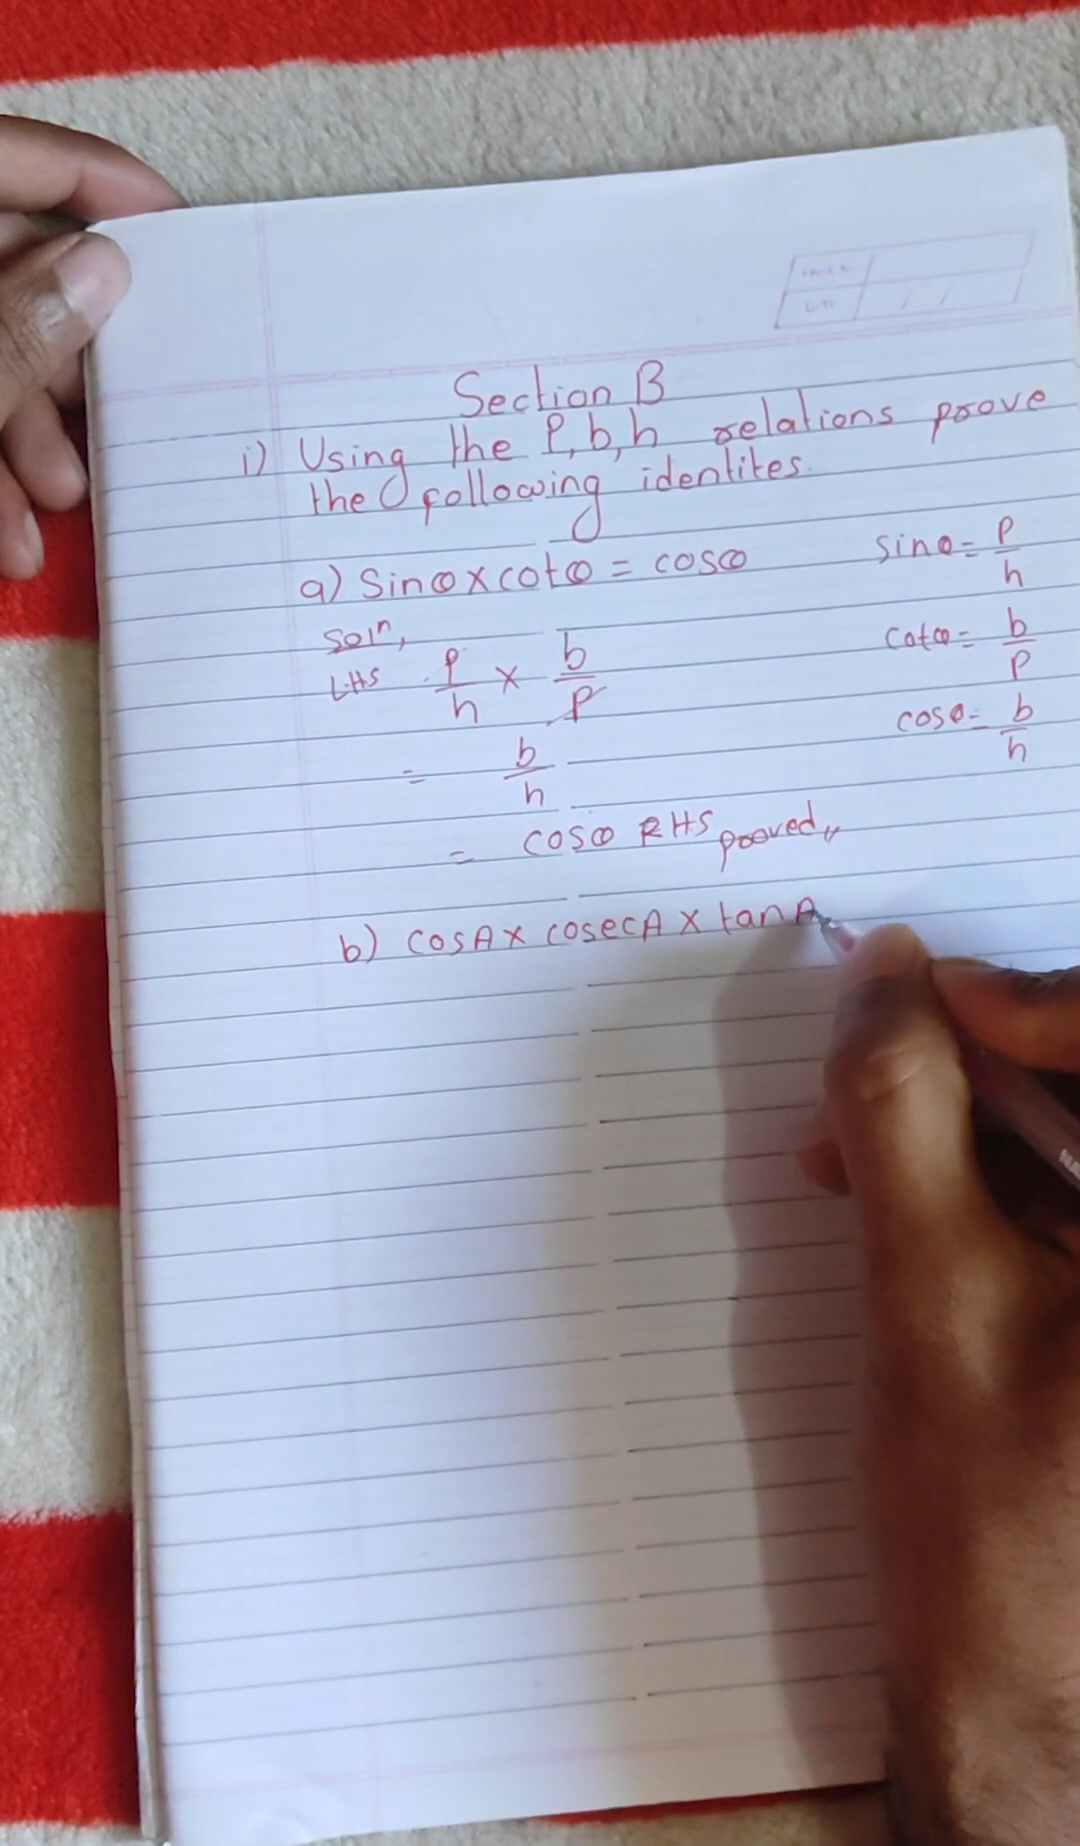 Section B
i) Using the P, b, h relations prove
the following identites.
a) Sinθ × cotθ = cosθ
sinθ = P/h
Soln,
cotθ = b/P
LHS P/h × b/P
cosθ = b/h
= b/h
= cosθ RHS prooved,,
b) cosA × cosecA × tanA